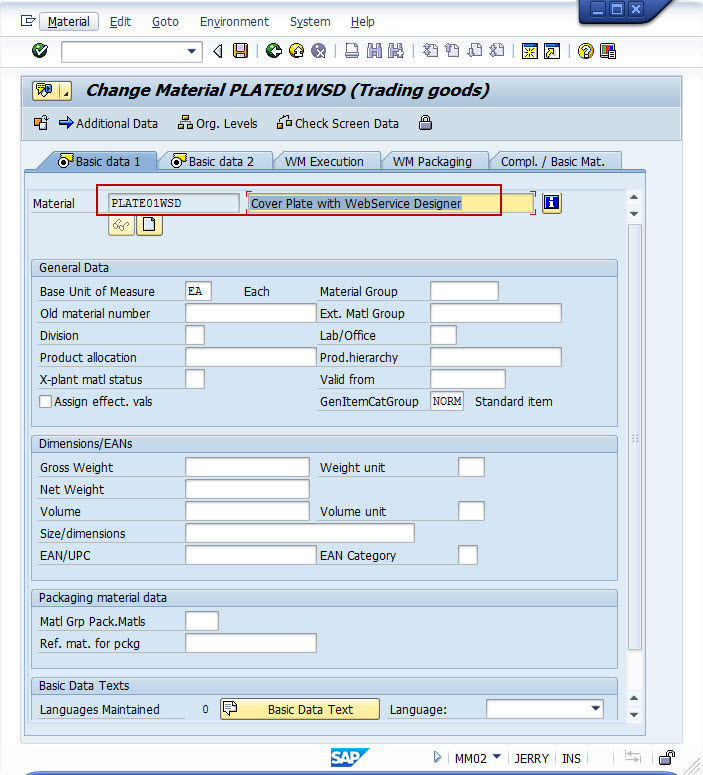 Material Edit Goto Environment System Help
Change Material PLATE01WSD (Trading goods)
Additional Data Org. Levels Check Screen Data
Basic data 1 Basic data 2 WM Execution WM Packaging Compl. / Basic Mat.
Material PLATE01WSD Cover Plate with WebService Designer
General Data
Base Unit of Measure EA Each Material Group
Old material number Ext. Matl Group
Division Lab/Office
Product allocation Prod.hierarchy
X-plant matl status Valid from
Assign effect. vals GenItemCatGroup NORM Standard item
Dimensions/EANs
Gross Weight Weight unit
Net Weight
Volume Volume unit
Size/dimensions
EAN/UPC EAN Category
Packaging material data
Matl Grp Pack.Matls
Ref. mat. for pckg
Basic Data Texts
Languages Maintained 0 Basic Data Text Language:
SAP MM02 JERRY INS